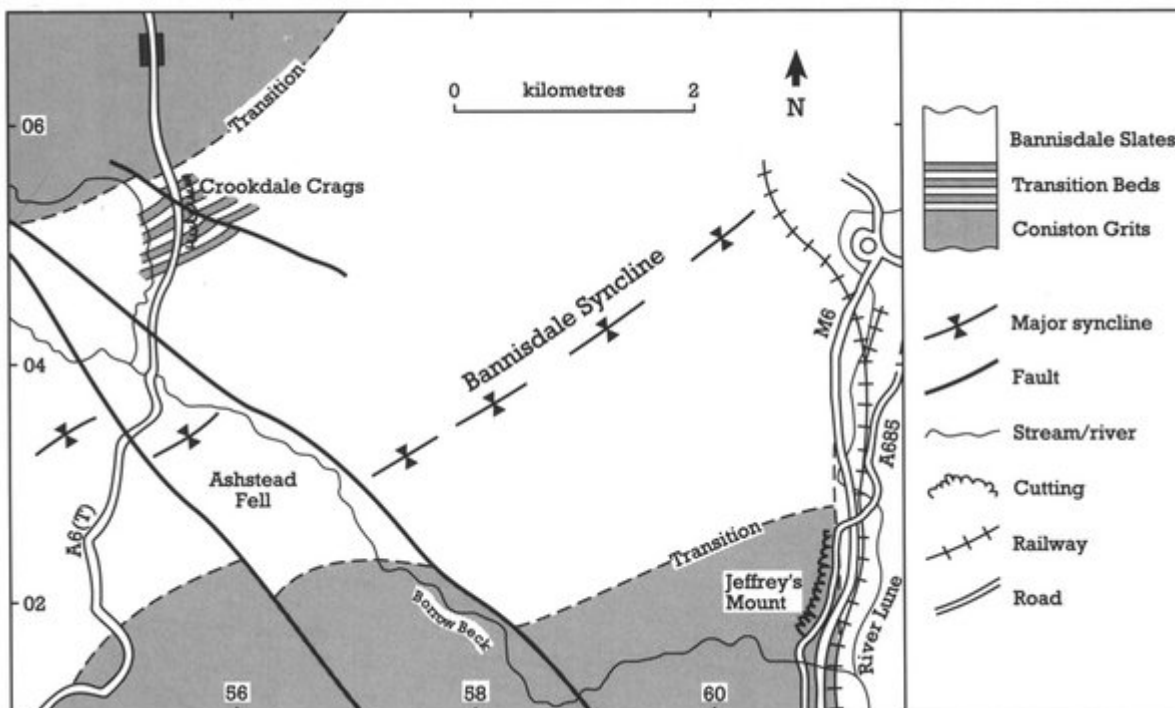 06
Transition
0 kilometres 2
N
Crookdale Crags
Bannisdale Syncline
M6
04
A685
Ashstead
Fell
A6(T)
Transition
Jeffrey's
Mount
02
Borrow Beck
River Lune
56
58
60
Bannisdale Slates
Transition Beds
Coniston Grits
Major syncline
Fault
Stream/river
Cutting
Railway
Road